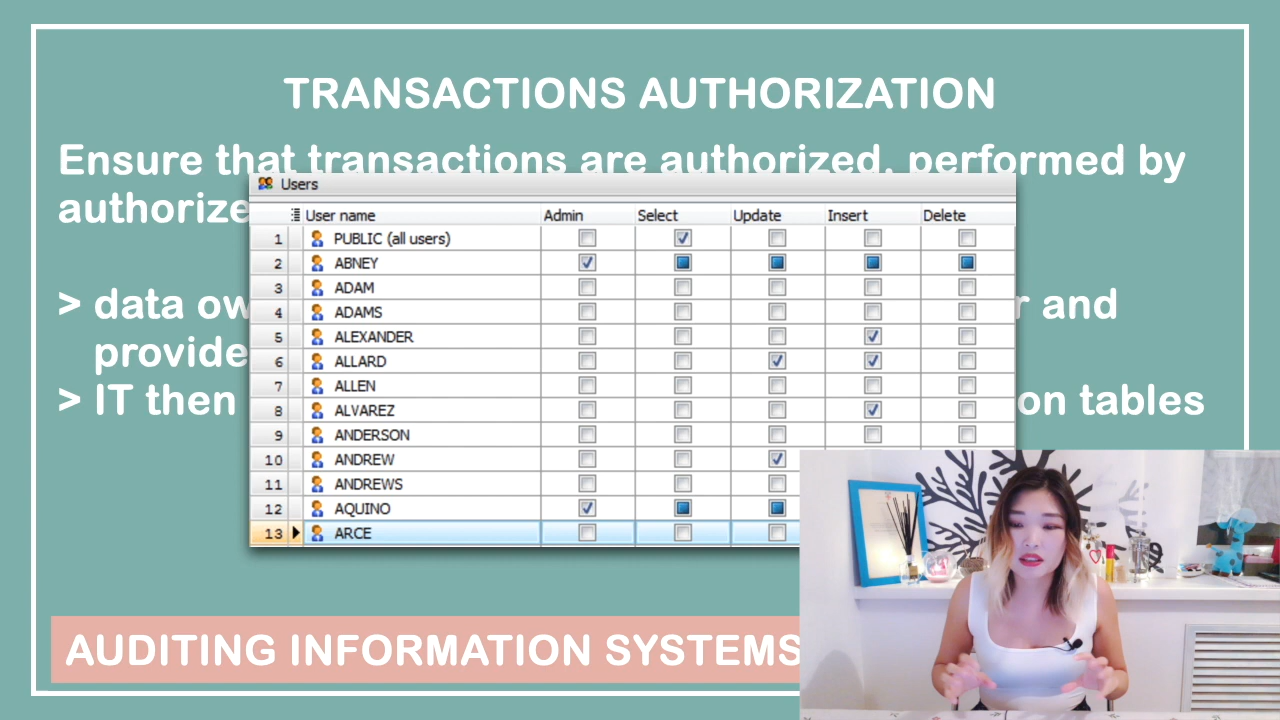 TRANSACTIONS AUTHORIZATION
Ensure that transactions are authorized, performed by
authorize
> data ow r and
provide
> IT then on tables
Users
User name Admin Select Update Insert Delete
1 PUBLIC (all users)
2 ABNEY
3 ADAM
4 ADAMS
5 ALEXANDER
6 ALLARD
7 ALLEN
8 ALVAREZ
9 ANDERSON
10 ANDREW
11 ANDREWS
12 AQUINO
13 ARCE
AUDITING INFORMATION SYSTEMS